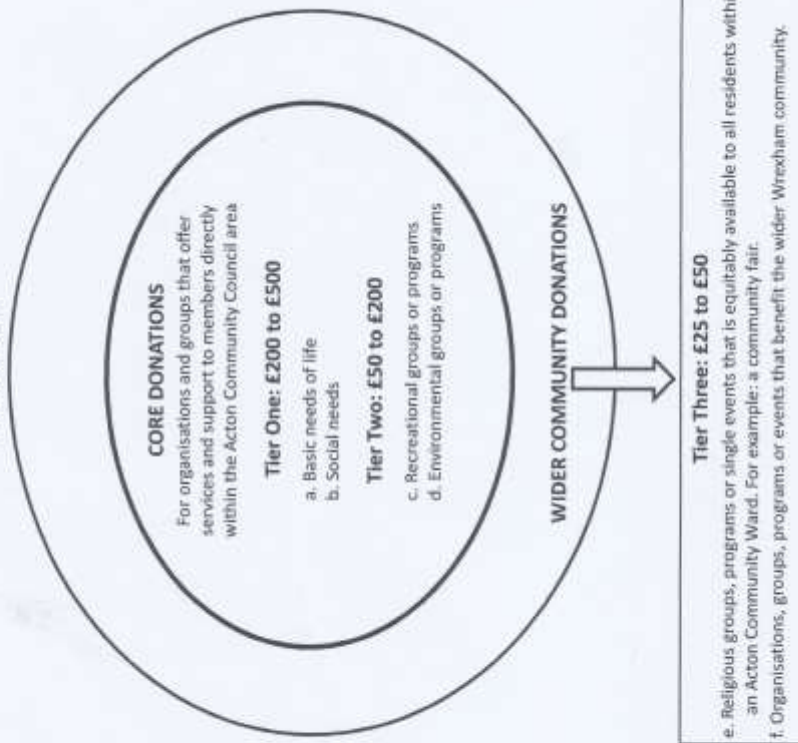 CORE DONATIONS
For organisations and groups that offer
services and support to members directly
within the Acton Community Council area
Tier One: £200 to £500
a. Basic needs of life
b. Social needs
Tier Two: £50 to £200
c. Recreational groups or programs
d. Environmental groups or programs
WIDER COMMUNITY DONATIONS
Tier Three: £25 to £50
e. Religious groups, programs or single events that is equitably available to all residents withi
an Acton Community Ward. For example: a community fair.
f. Organisations, groups, programs or events that benefit the wider Wrexham community.